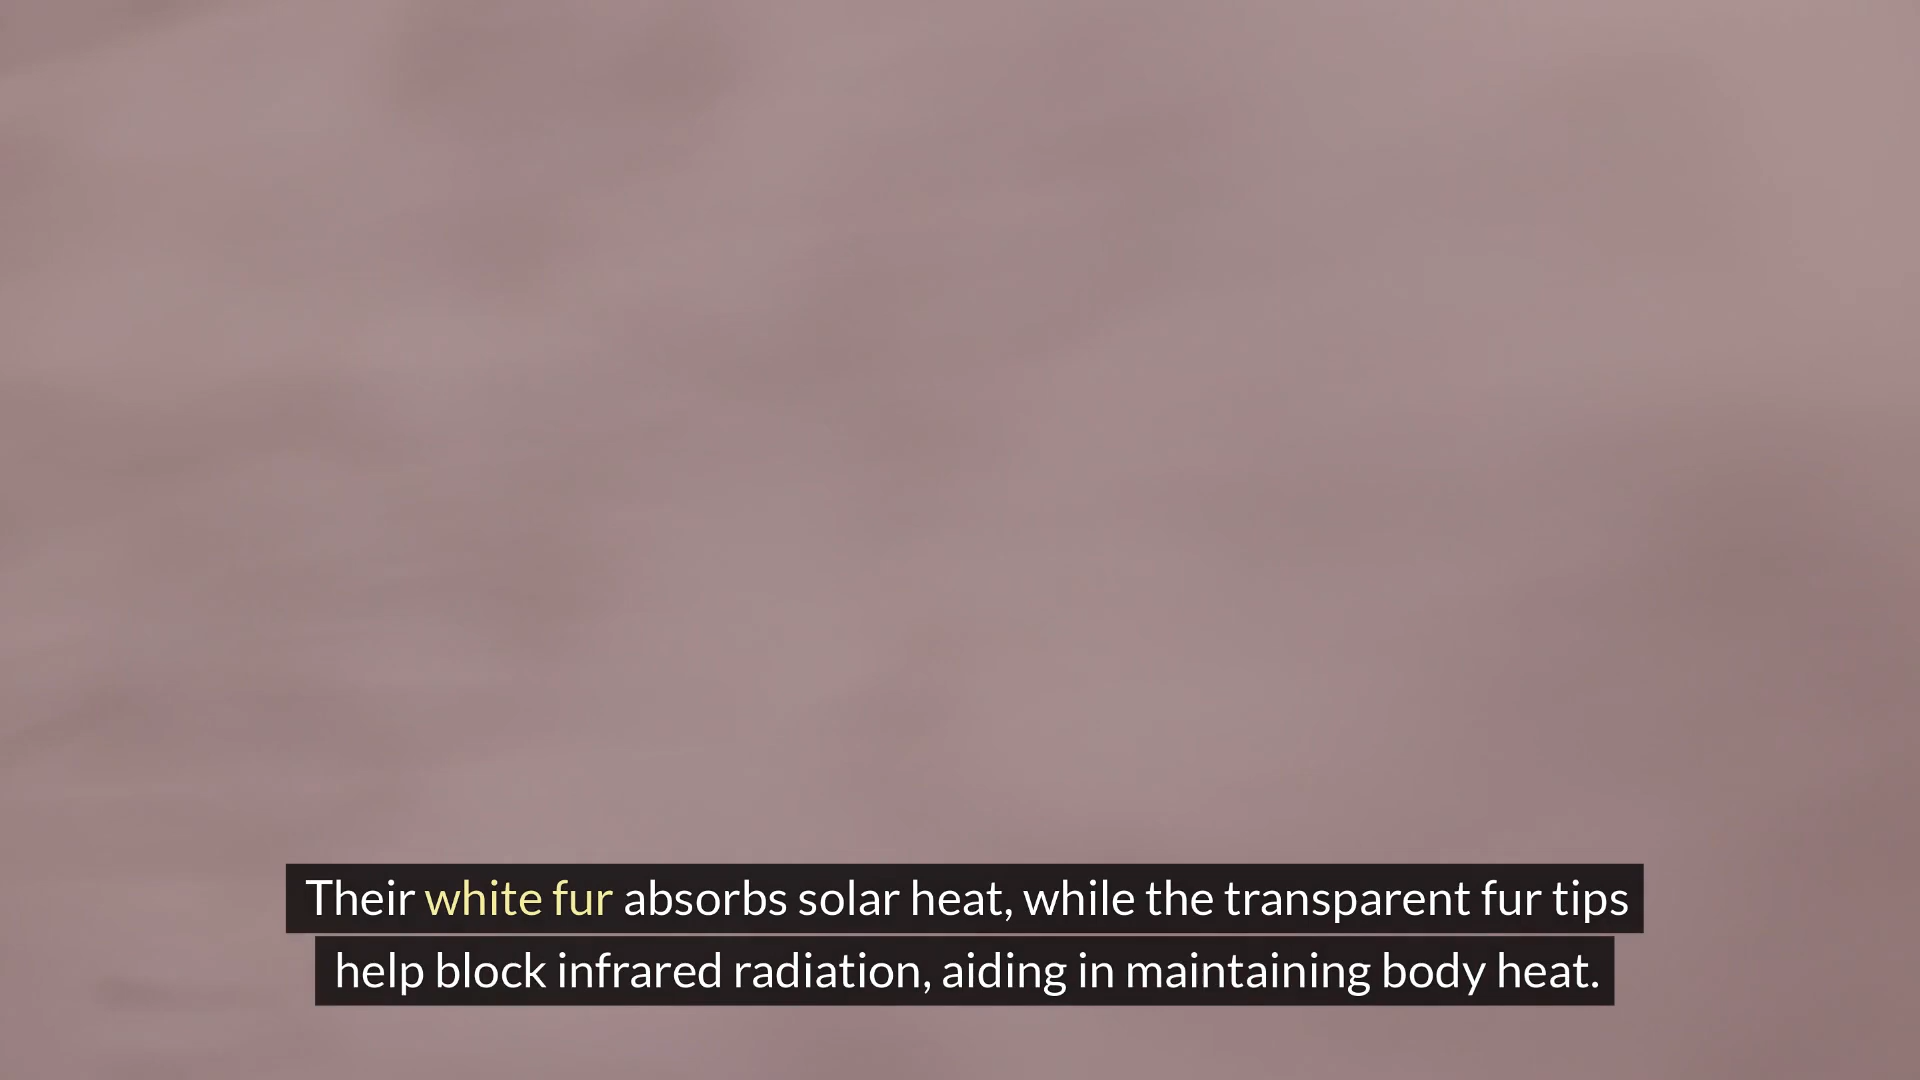 Their white fur absorbs solar heat, while the transparent fur tips
help block infrared radiation, aiding in maintaining body heat.